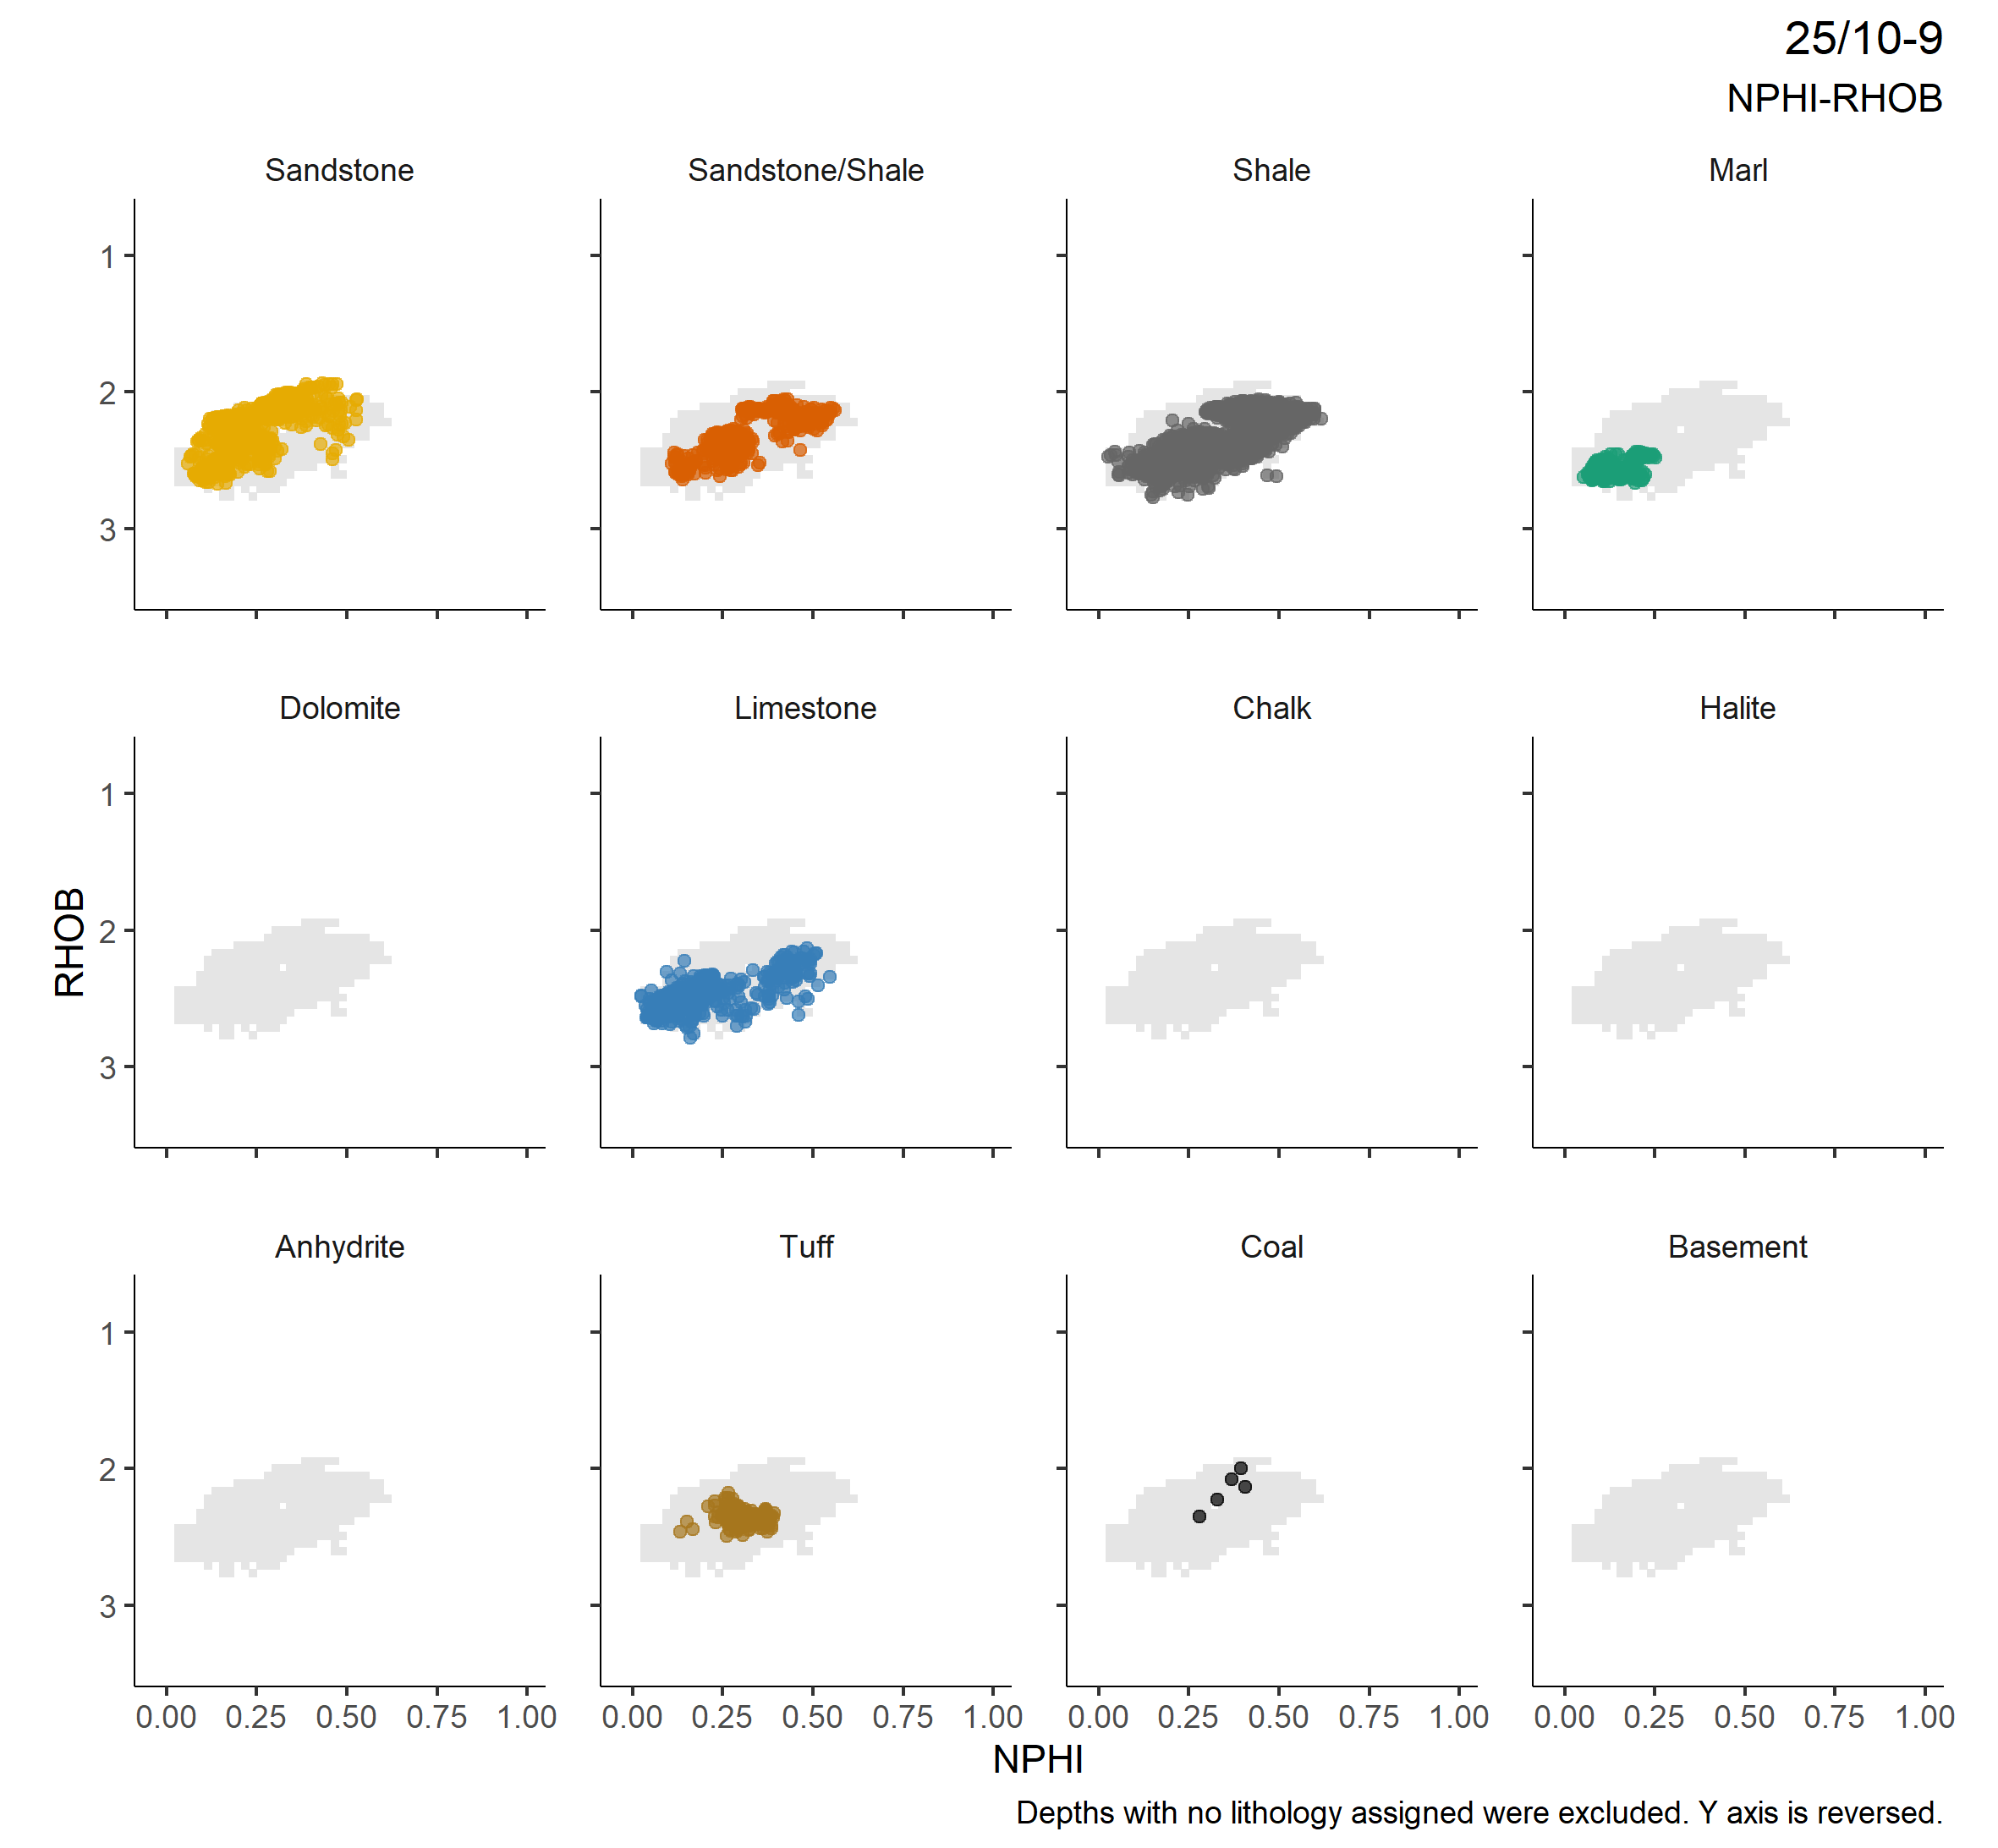 25/10-9
NPHI-RHOB
Sandstone Sandstone/Shale Shale Marl
1
2
3
Dolomite Limestone Chalk Halite
1
2
3
RHOB
Anhydrite Tuff Coal Basement
1
2
3
0.00 0.25 0.50 0.75 1.00 0.00 0.25 0.50 0.75 1.00 0.00 0.25 0.50 0.75 1.00 0.00 0.25 0.50 0.75 1.00
NPHI
Depths with no lithology assigned were excluded. Y axis is reversed.